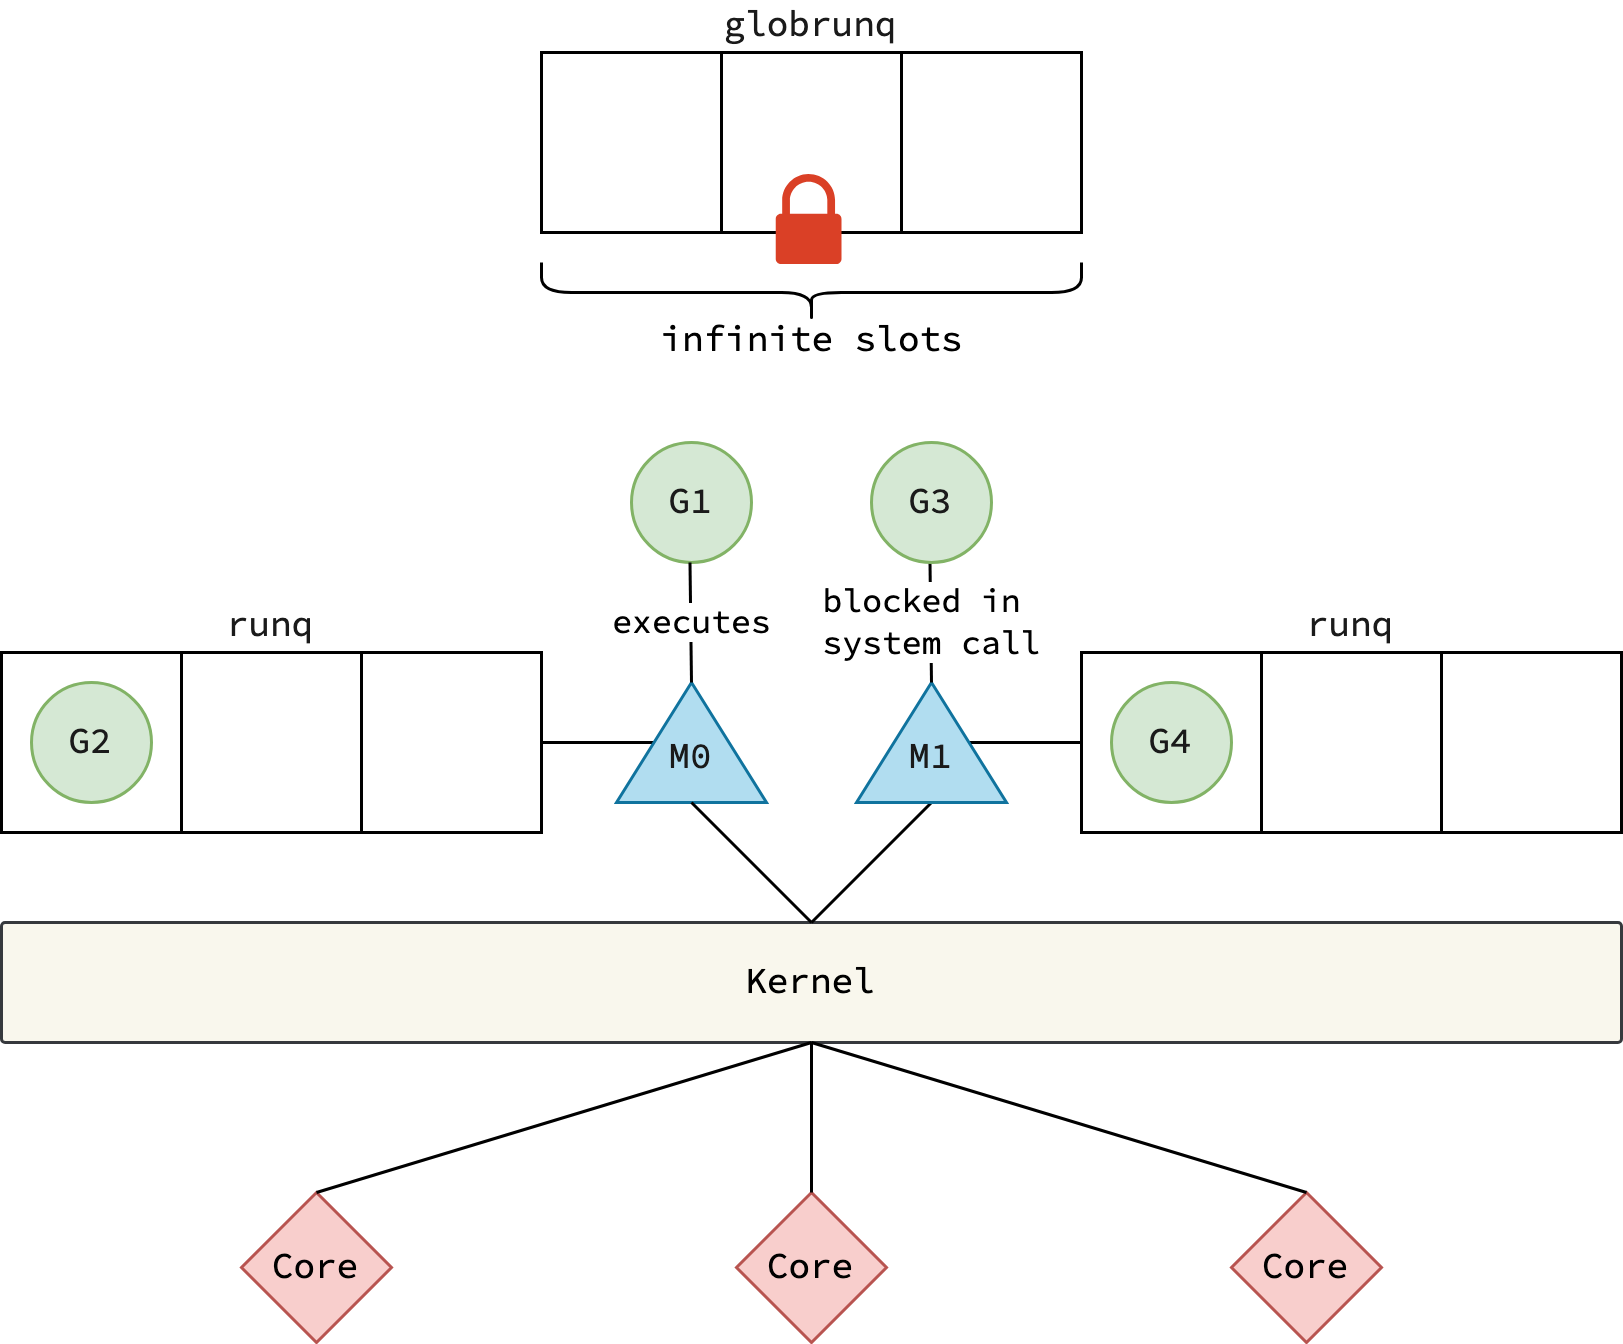 globrunq
infinite slots
G1
G3
executes
blocked in
system call
runq
runq
G2
M0
M1
G4
Kernel
Core
Core
Core